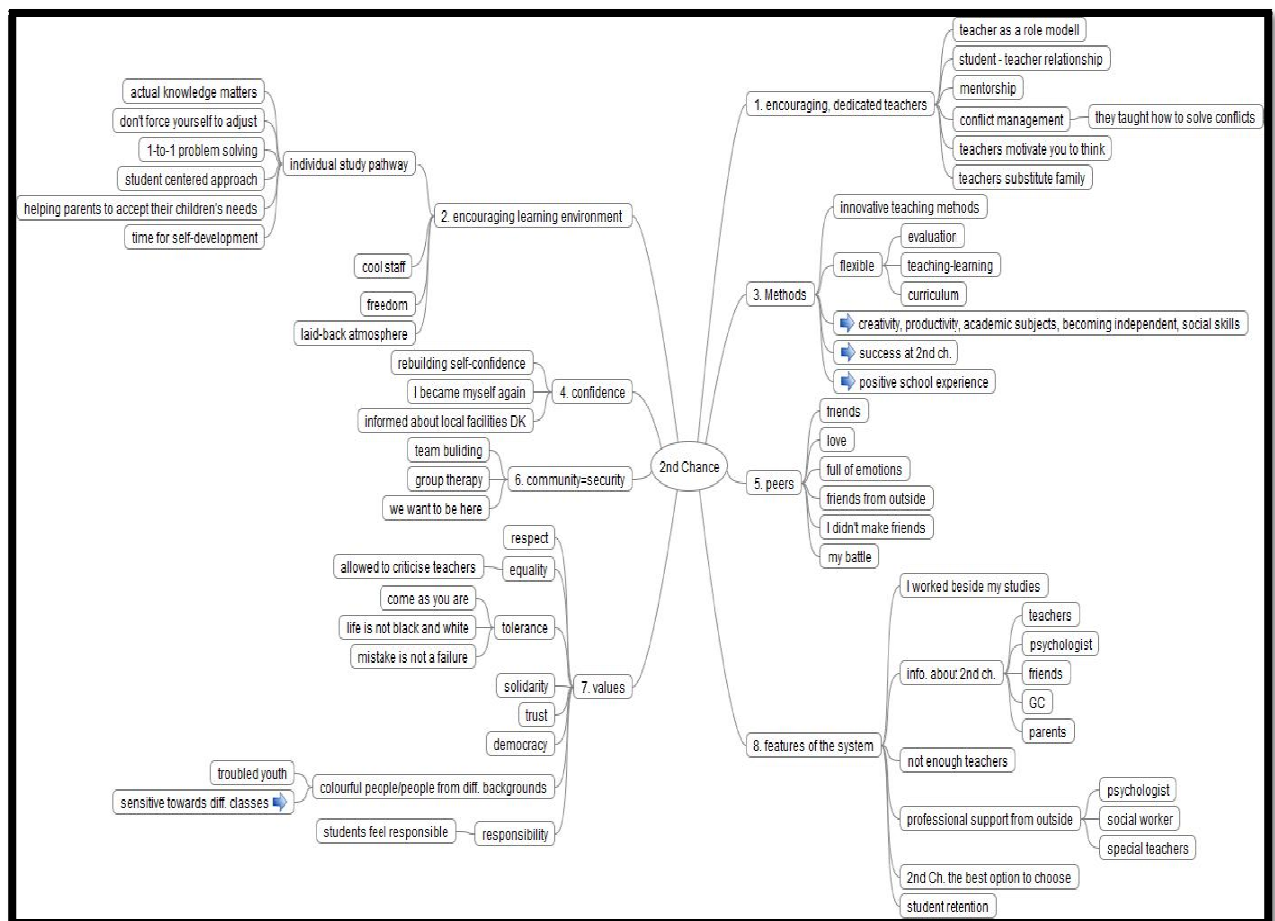 2nd Chance
1. encouraging, dedicated teachers
teacher as a role modell
student - teacher relationship
mentorship
conflict management
they taught how to solve conflicts
teachers motivate you to think
teachers substitute family
2. encouraging learning environment
individual study pathway
actual knowledge matters
don't force yourself to adjust
1-to-1 problem solving
student centered approach
helping parents to accept their children's needs
time for self-development
cool staff
freedom
laid-back atmosphere
3. Methods
innovative teaching methods
flexible
evaluation
teaching-learning
curriculum
creativity, productivity, academic subjects, becoming independent, social skills
success at 2nd ch.
positive school experience
4. confidence
rebuilding self-confidence
I became myself again
informed about local facilities DK
5. peers
friends
love
full of emotions
friends from outside
I didn't make friends
my battle
6. community=security
team buliding
group therapy
we want to be here
7. values
respect
equality
allowed to criticise teachers
tolerance
come as you are
life is not black and white
mistake is not a failure
solidarity
trust
democracy
colourful people/people from diff. backgrounds
troubled youth
sensitive towards diff. classes
responsibility
students feel responsible
8. features of the system
I worked beside my studies
info. about 2nd ch.
teachers
psychologist
friends
GC
parents
not enough teachers
professional support from outside
psychologist
social worker
special teachers
2nd Ch. the best option to choose
student retention